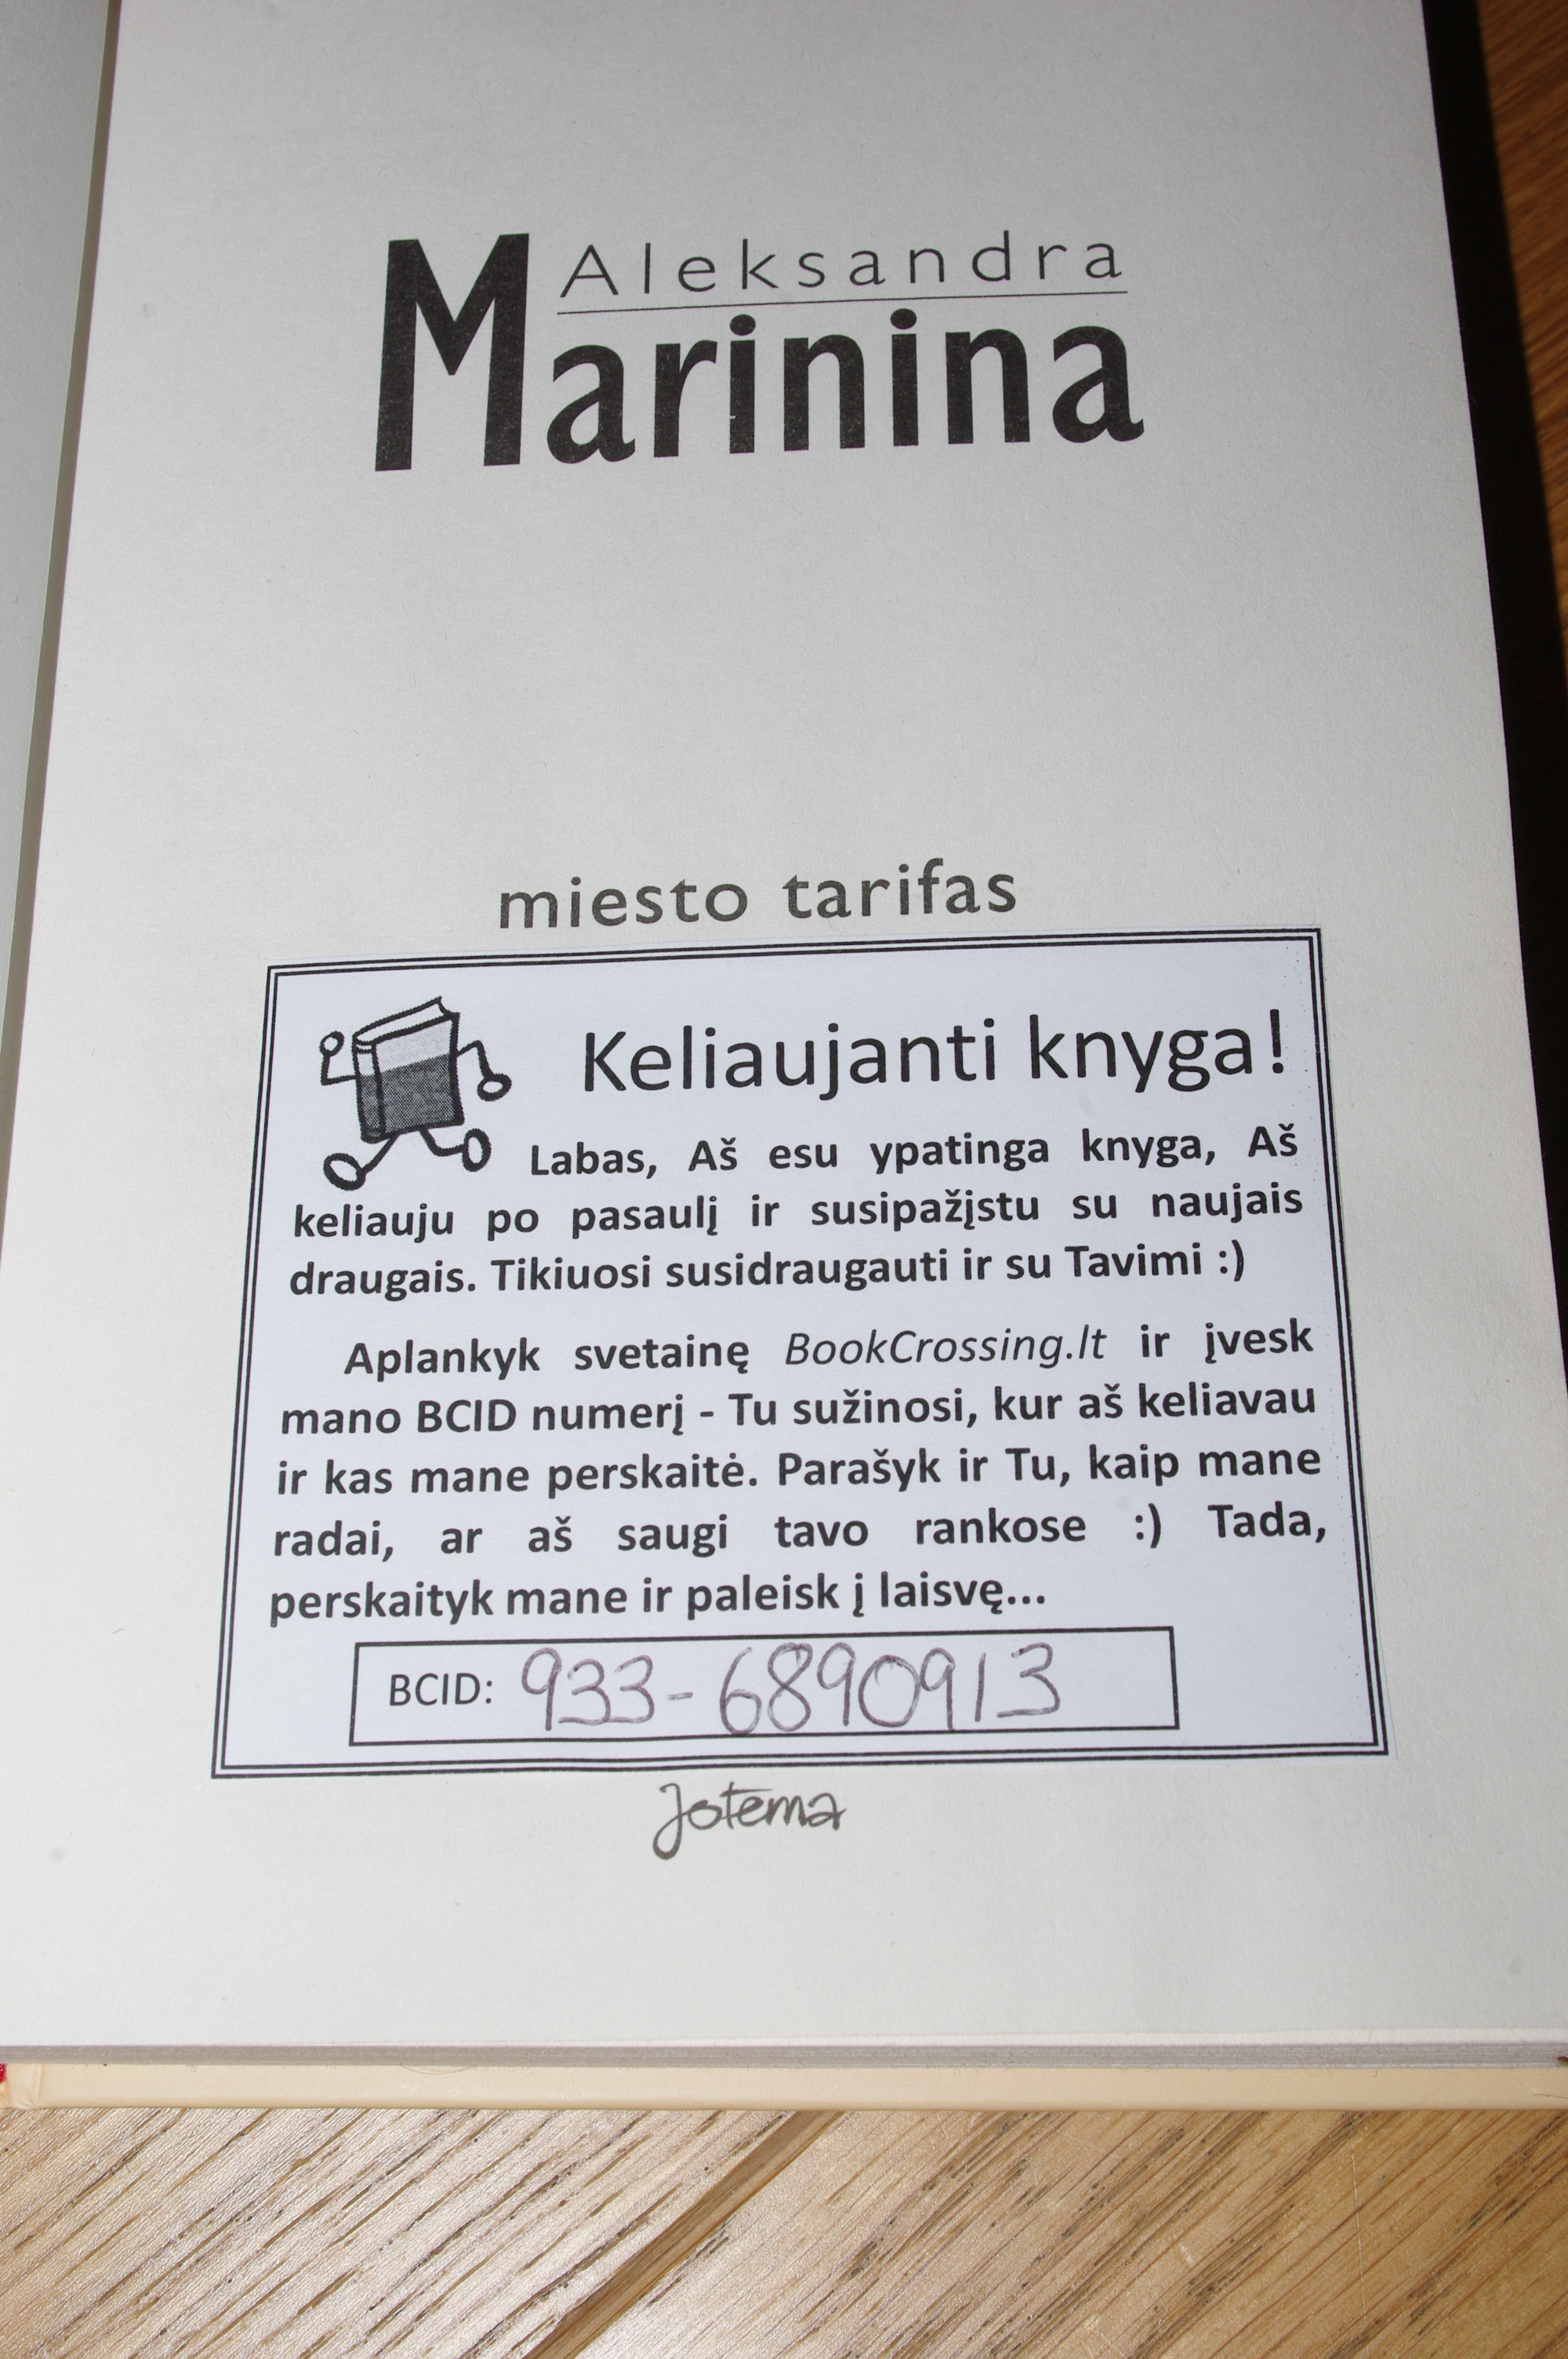 Aleksandra
Marinina
miesto tarifas
Keliaujanti knyga!
Labas, Aš esu ypatinga knyga, Aš
keliauju po pasaulį ir susipažįstu su naujais
draugais. Tikiuosi susidraugauti ir su Tavimi :)
Aplankyk svetainę BookCrossing.lt ir įvesk
mano BCID numerį - Tu sužinosi, kur aš keliavau
ir kas mane perskaitė. Parašyk ir Tu, kaip mane
radai, ar aš saugi tavo rankose :) Tada,
perskaityk mane ir paleisk į laisvę...
BCID: 933-6890913
Jotema